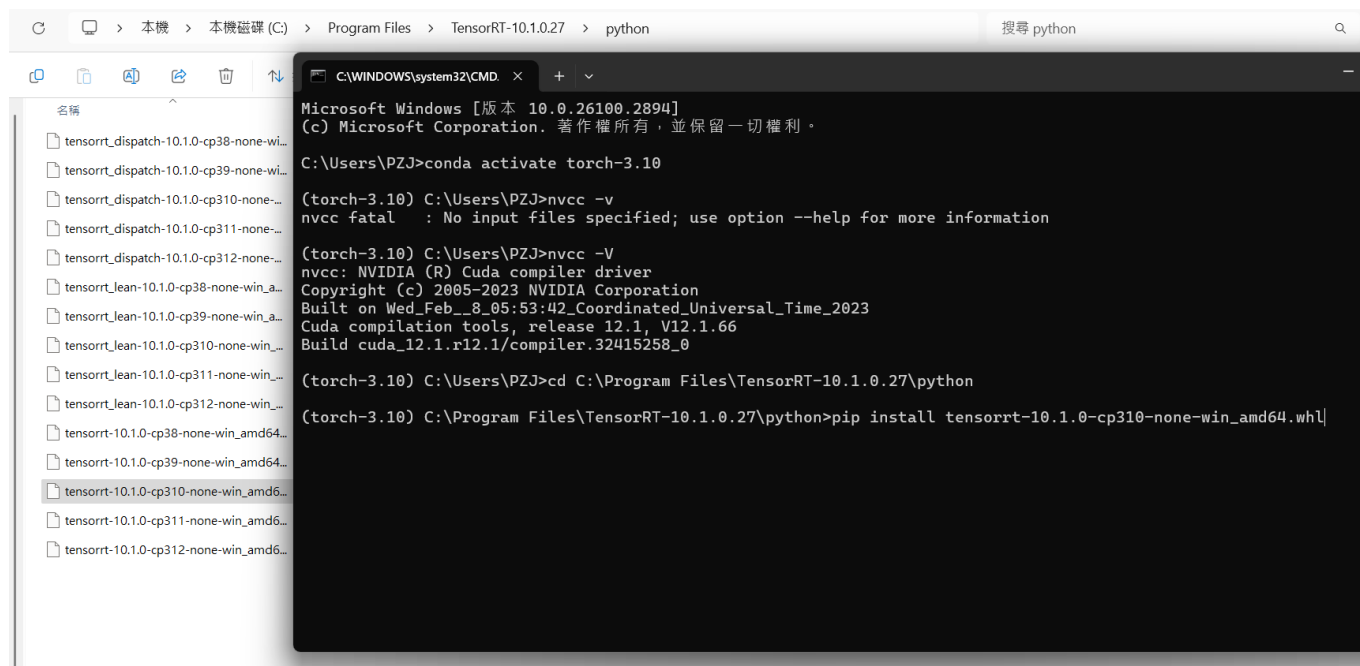 本機 > 本機磁碟 (C:) > Program Files > TensorRT-10.1.0.27 > python
搜尋 python
名稱
tensorrt_dispatch-10.1.0-cp38-none-wi...
tensorrt_dispatch-10.1.0-cp39-none-wi...
tensorrt_dispatch-10.1.0-cp310-none-...
tensorrt_dispatch-10.1.0-cp311-none-...
tensorrt_dispatch-10.1.0-cp312-none-...
tensorrt_lean-10.1.0-cp38-none-win_a...
tensorrt_lean-10.1.0-cp39-none-win_a...
tensorrt_lean-10.1.0-cp310-none-win_...
tensorrt_lean-10.1.0-cp311-none-win_...
tensorrt_lean-10.1.0-cp312-none-win_...
tensorrt-10.1.0-cp38-none-win_amd64...
tensorrt-10.1.0-cp39-none-win_amd64...
tensorrt-10.1.0-cp310-none-win_amd6...
tensorrt-10.1.0-cp311-none-win_amd6...
tensorrt-10.1.0-cp312-none-win_amd6...
C:\WINDOWS\system32\CMD.
Microsoft Windows [版本 10.0.26100.2894]
(c) Microsoft Corporation. 著作權所有，並保留一切權利。
C:\Users\PZJ>conda activate torch-3.10
(torch-3.10) C:\Users\PZJ>nvcc -v
nvcc fatal   : No input files specified; use option --help for more information
(torch-3.10) C:\Users\PZJ>nvcc -V
nvcc: NVIDIA (R) Cuda compiler driver
Copyright (c) 2005-2023 NVIDIA Corporation
Built on Wed_Feb__8_05:53:42_Coordinated_Universal_Time_2023
Cuda compilation tools, release 12.1, V12.1.66
Build cuda_12.1.r12.1/compiler.32415258_0
(torch-3.10) C:\Users\PZJ>cd C:\Program Files\TensorRT-10.1.0.27\python
(torch-3.10) C:\Program Files\TensorRT-10.1.0.27\python>pip install tensorrt-10.1.0-cp310-none-win_amd64.whl